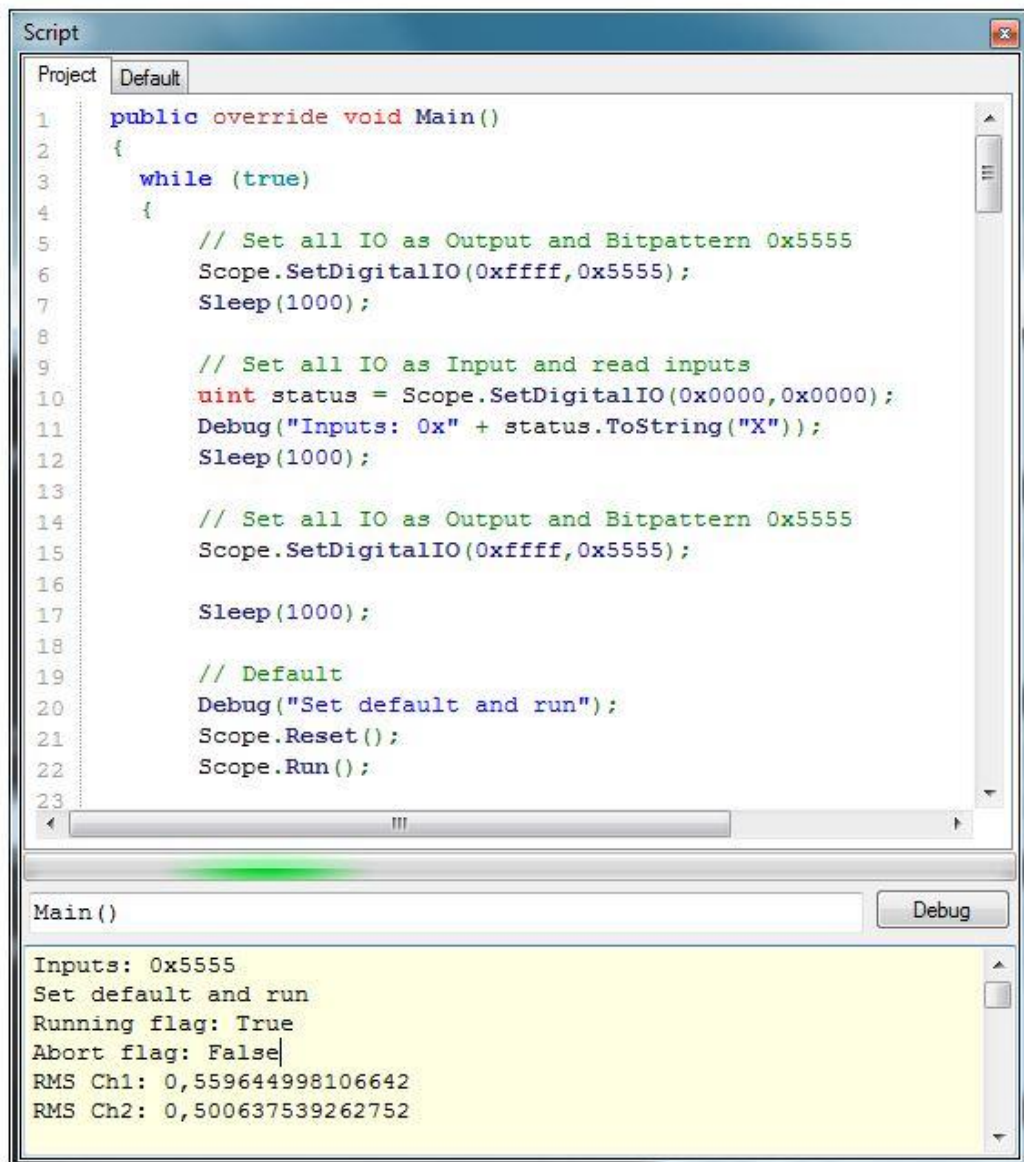 Script
Project Default
1 public override void Main()
2 {
3 while (true)
4 {
5 // Set all IO as Output and Bitpattern 0x5555
6 Scope.SetDigitalIO(0xffff,0x5555);
7 Sleep(1000);
8
9 // Set all IO as Input and read inputs
10 uint status = Scope.SetDigitalIO(0x0000,0x0000);
11 Debug("Inputs: 0x" + status.ToString("X"));
12 Sleep(1000);
13
14 // Set all IO as Output and Bitpattern 0x5555
15 Scope.SetDigitalIO(0xffff,0x5555);
16
17 Sleep(1000);
18
19 // Default
20 Debug("Set default and run");
21 Scope.Reset();
22 Scope.Run();
23
Main() Debug
Inputs: 0x5555
Set default and run
Running flag: True
Abort flag: False
RMS Ch1: 0,559644998106642
RMS Ch2: 0,500637539262752